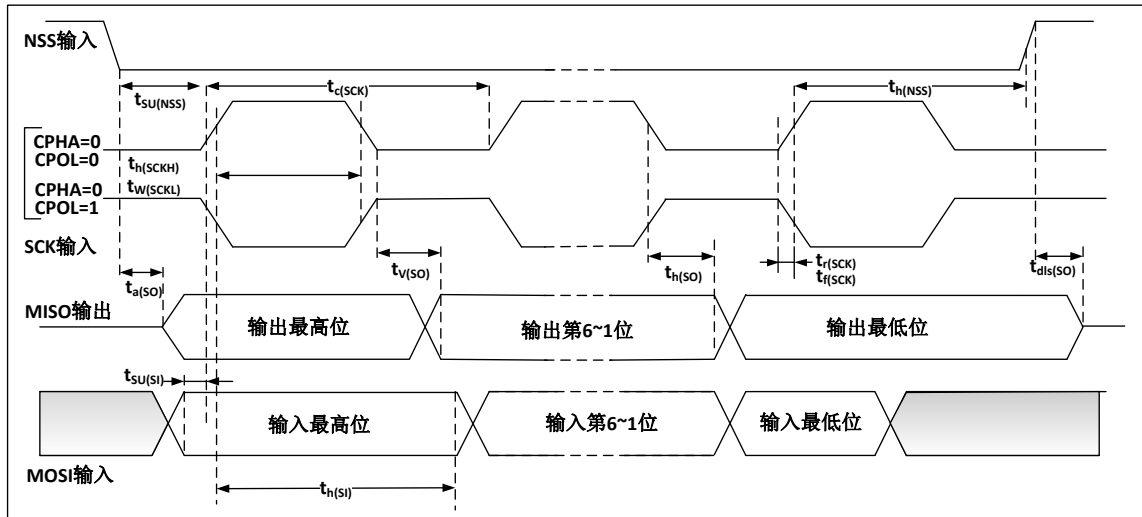 NSS输入
tSU(NSS)
tc(SCK)
th(NSS)
CPHA=0
CPOL=0
th(SCKH)
tW(SCKL)
CPHA=0
CPOL=1
SCK输入
ta(SO)
tV(SO)
th(SO)
tr(SCK)
tf(SCK)
tdIs(SO)
MISO输出
输出最高位
输出第6~1位
输出最低位
tSU(SI)
输入最高位
输入第6~1位
输入最低位
MOSI输入
th(SI)